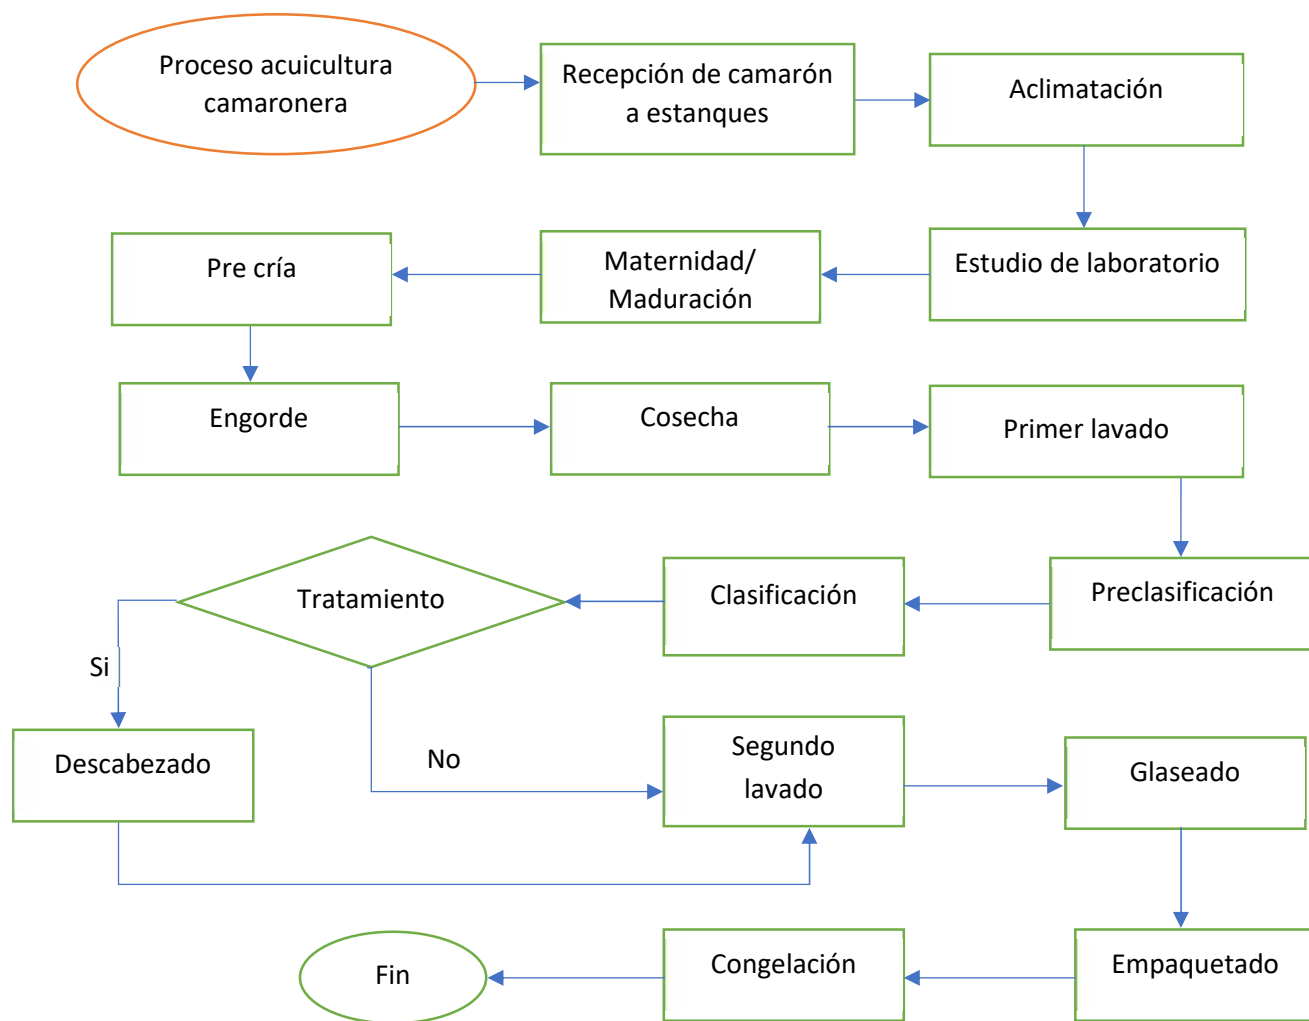 Proceso acuicultura
camaronera
Recepción de camarón
a estanques
Aclimatación
Estudio de laboratorio
Maternidad/
Maduración
Pre cría
Engorde
Cosecha
Primer lavado
Preclasificación
Clasificación
Tratamiento
Si
Descabezado
No
Segundo
lavado
Glaseado
Empaquetado
Congelación
Fin